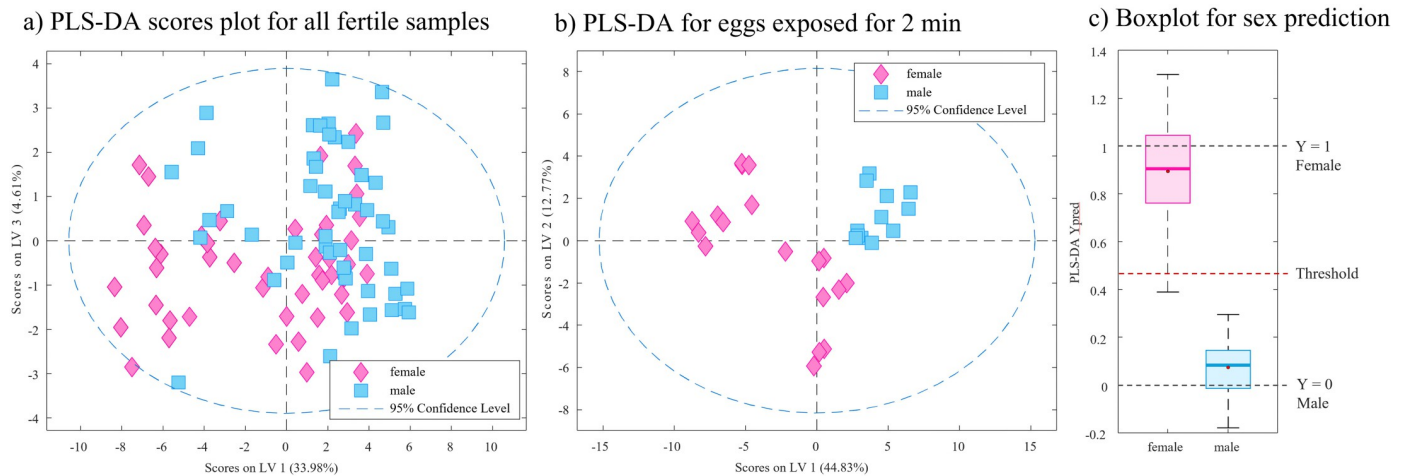 a) PLS-DA scores plot for all fertile samples
4
3
2
1
0
-1
-2
-3
-4
Scores on LV 3 (4.61%)
female
male
95% Confidence Level
-10
-8
-6
-4
-2
0
2
4
6
8
10
Scores on LV 1 (33.98%)
b) PLS-DA for eggs exposed for 2 min
8
6
4
2
0
-2
-4
-6
-8
Scores on LV 2 (12.77%)
female
male
95% Confidence Level
-15
-10
-5
0
5
10
15
Scores on LV 1 (44.83%)
c) Boxplot for sex prediction
1.4
1.2
1
0.8
0.6
0.4
0.2
0
-0.2
PLS-DA Ypred
Y = 1
Female
Threshold
Y = 0
Male
female
male